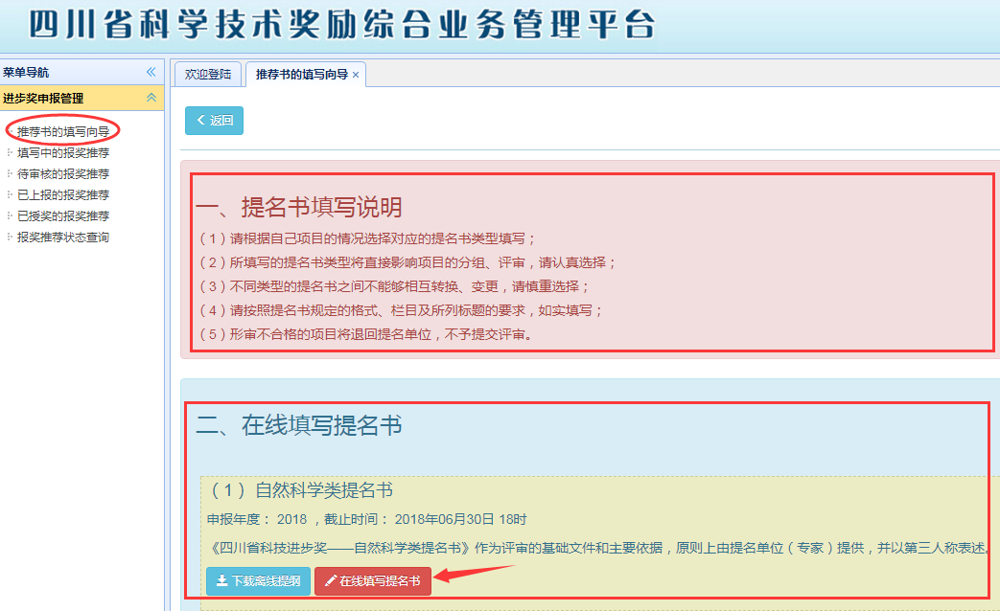 四川省科学技术奖励综合业务管理平台
菜单导航
进步奖申报管理
推荐书的填写向导
填写中的报奖推荐
待审核的报奖推荐
已上报的报奖推荐
已授奖的报奖推荐
报奖推荐状态查询
欢迎登陆
推荐书的填写向导 ×
返回
一、提名书填写说明
（1）请根据自己项目的情况选择对应的提名书类型填写；
（2）所填写的提名书类型将直接影响项目的分组、评审，请认真选择；
（3）不同类型的提名书之间不能够相互转换、变更，请慎重选择；
（4）请按照提名书规定的格式、栏目及所列标题的要求，如实填写；
（5）形审不合格的项目将退回提名单位，不予提交评审。
二、在线填写提名书
（1）自然科学类提名书
申报年度： 2018 ，截止时间： 2018年06月30日 18时
《四川省科技进步奖——自然科学类提名书》作为评审的基础文件和主要依据，原则上由提名单位（专家）提供，并以第三人称表述。
下载离线提纲
在线填写提名书